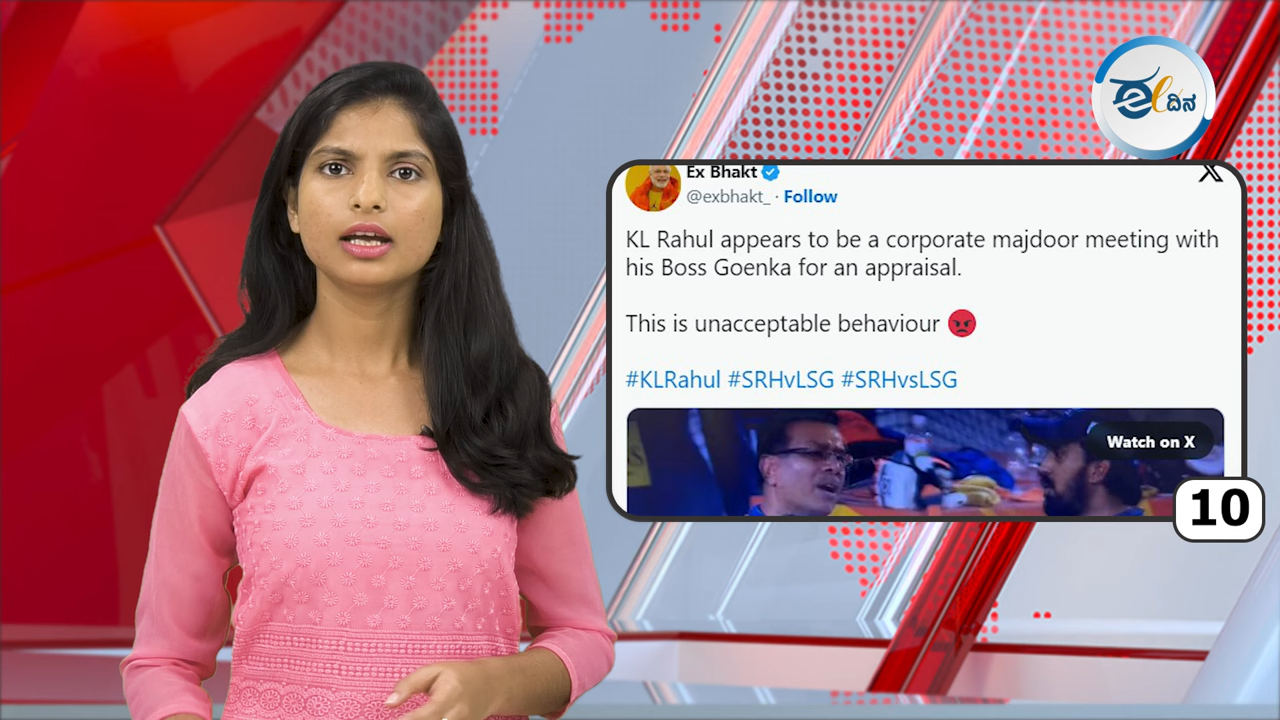 eದಿನ
Ex Bhakt
@exbhakt_ · Follow
KL Rahul appears to be a corporate majdoor meeting with
his Boss Goenka for an appraisal.
This is unacceptable behaviour 😡
#KLRahul #SRHvLSG #SRHvsLSG
Watch on X
10